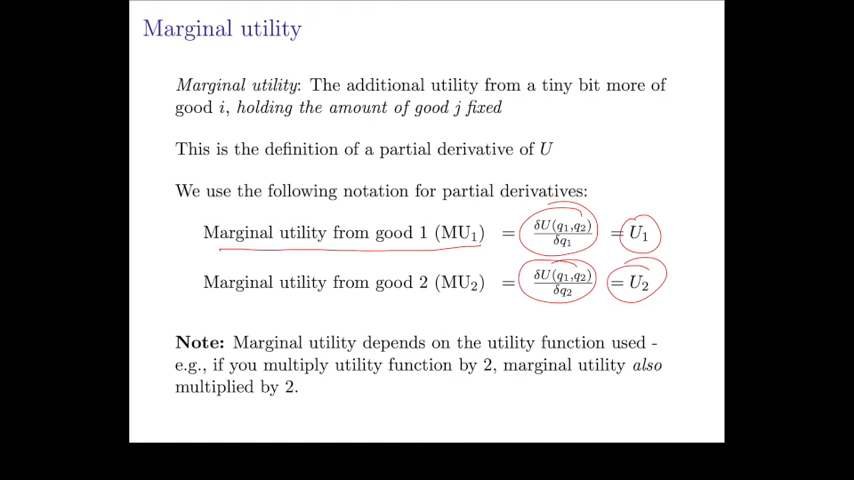 Marginal utility
Marginal utility: The additional utility from a tiny bit more of
good i, holding the amount of good j fixed
This is the definition of a partial derivative of U
We use the following notation for partial derivatives:
Marginal utility from good 1 (MU₁) = δU(q₁,q₂)/δq₁ = U₁
Marginal utility from good 2 (MU₂) = δU(q₁,q₂)/δq₂ = U₂
Note: Marginal utility depends on the utility function used -
e.g., if you multiply utility function by 2, marginal utility also
multiplied by 2.